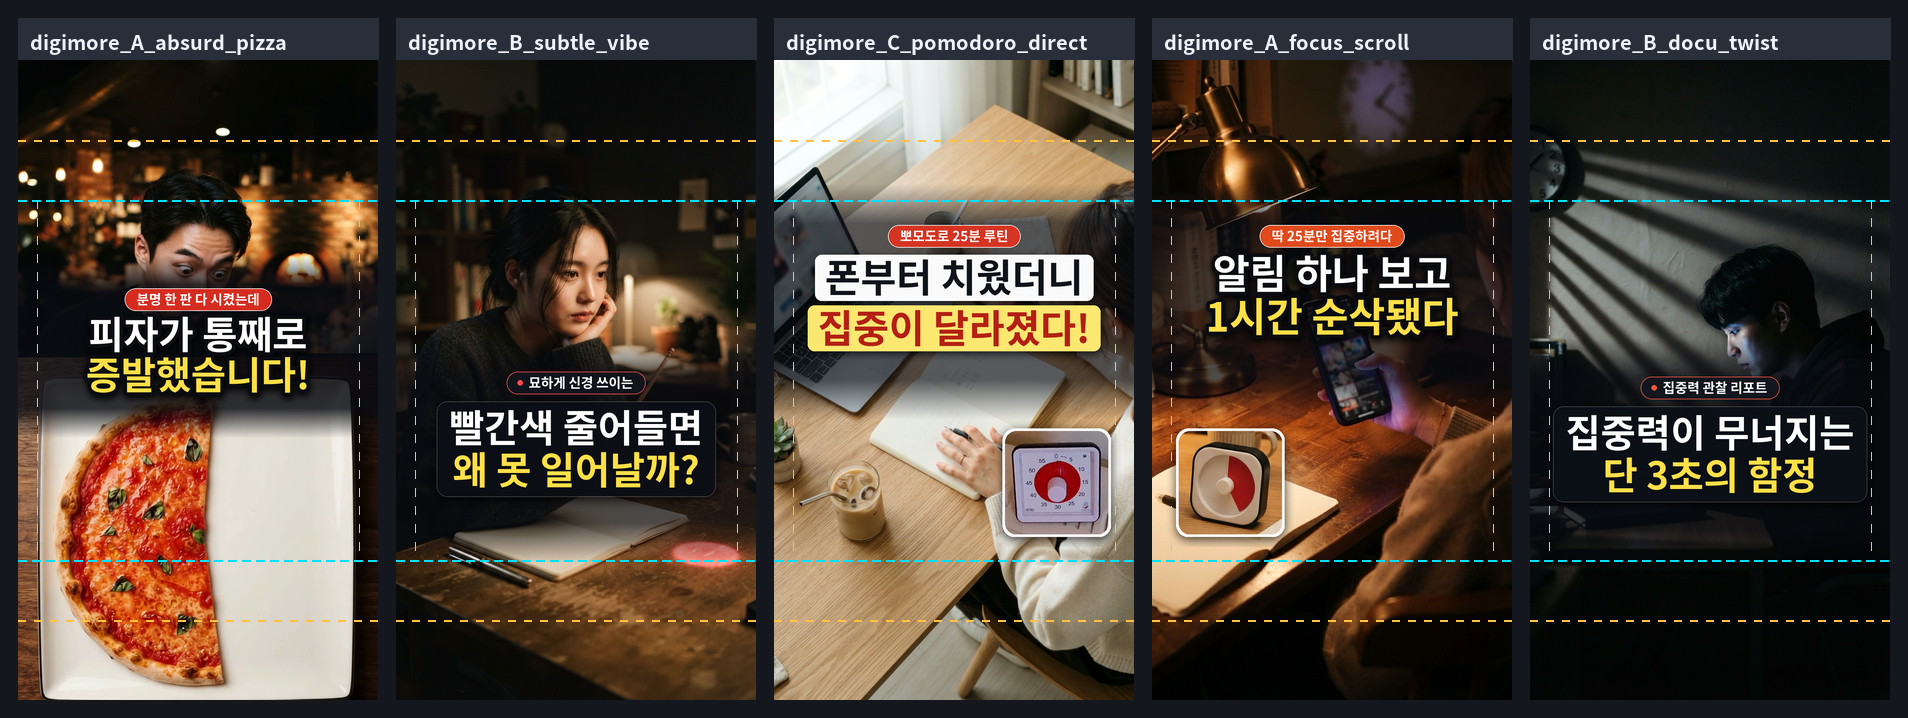 digimore_A_absurd_pizza
분명 한 판 다 시켰는데
피자가 통째로
증발했습니다!
digimore_B_subtle_vibe
묘하게 신경 쓰이는
빨간색 줄어들면
왜 못 일어날까?
digimore_C_pomodoro_direct
뽀모도로 25분 루틴
폰부터 치웠더니
집중이 달라졌다!
digimore_A_focus_scroll
딱 25분만 집중하려다
알림 하나 보고
1시간 순삭됐다
digimore_B_docu_twist
집중력 관찰 리포트
집중력이 무너지는
단 3초의 함정